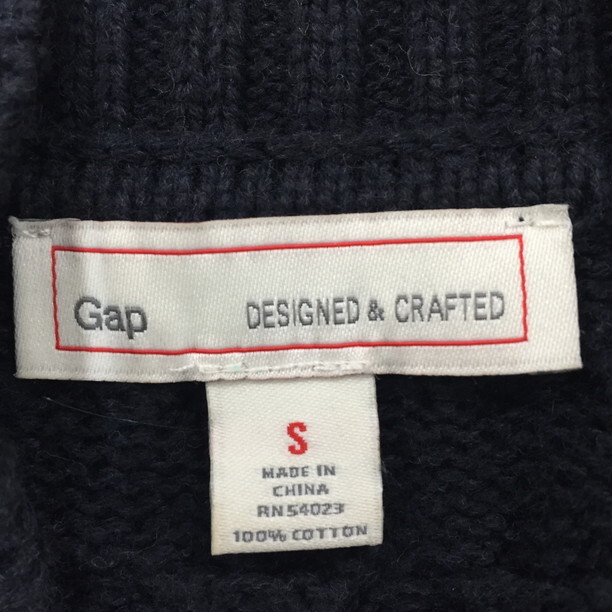 Gap DESIGNED & CRAFTED
S
MADE IN
CHINA
RN54023
100% COTTON